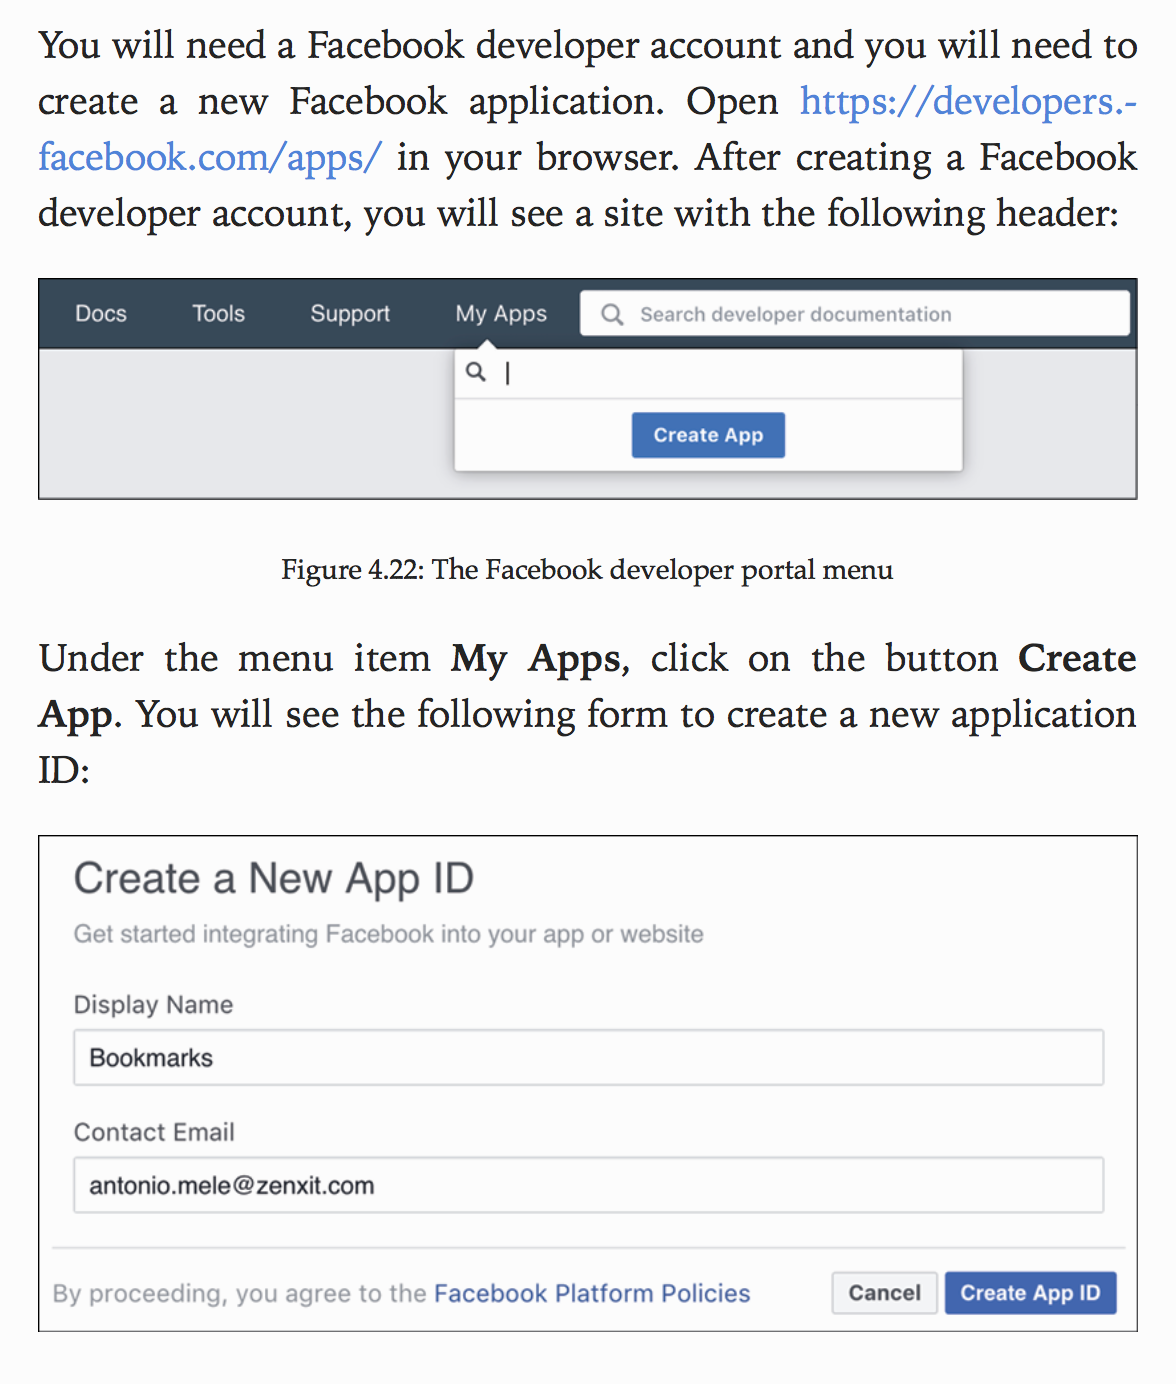 You will need a Facebook developer account and you will need to
create a new Facebook application. Open https://developers.-
facebook.com/apps/ in your browser. After creating a Facebook
developer account, you will see a site with the following header:
Docs Tools Support My Apps Search developer documentation
Create App
Figure 4.22: The Facebook developer portal menu
Under the menu item My Apps, click on the button Create
App. You will see the following form to create a new application
ID:
Create a New App ID
Get started integrating Facebook into your app or website
Display Name
Bookmarks
Contact Email
antonio.mele@zenxit.com
By proceeding, you agree to the Facebook Platform Policies Cancel Create App ID